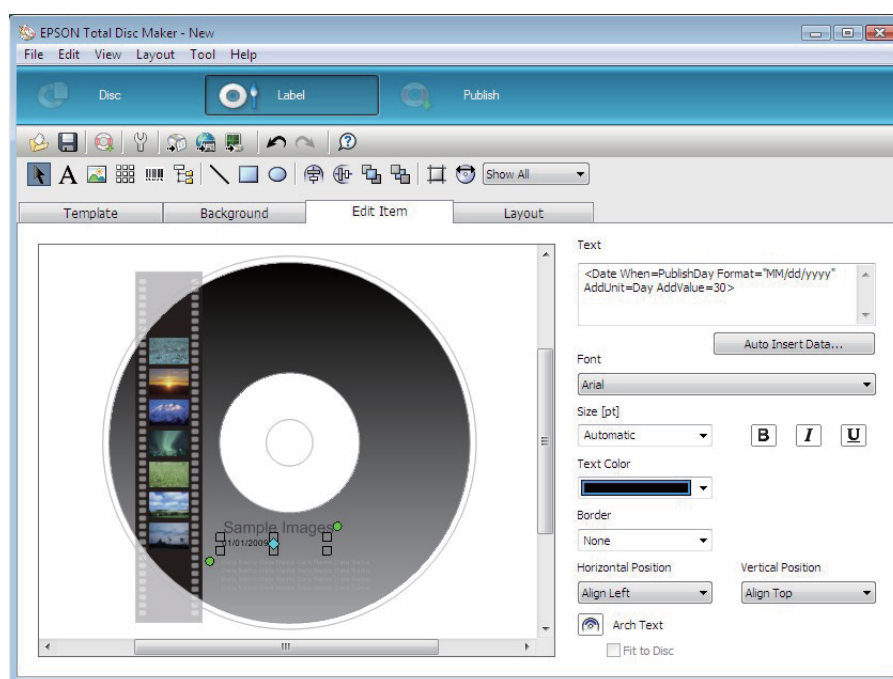 EPSON Total Disc Maker - New
File Edit View Layout Tool Help
Disc Label Publish
Show All
Template Background Edit Item Layout
Text
<Date When=PublishDay Format="MM/dd/yyyy"
AddUnit=Day AddValue=30>
Auto Insert Data...
Font
Arial
Size [pt]
Automatic
B I U
Text Color
Border
None
Horizontal Position Vertical Position
Align Left Align Top
Arch Text
Fit to Disc
Sample Images
01/01/2009